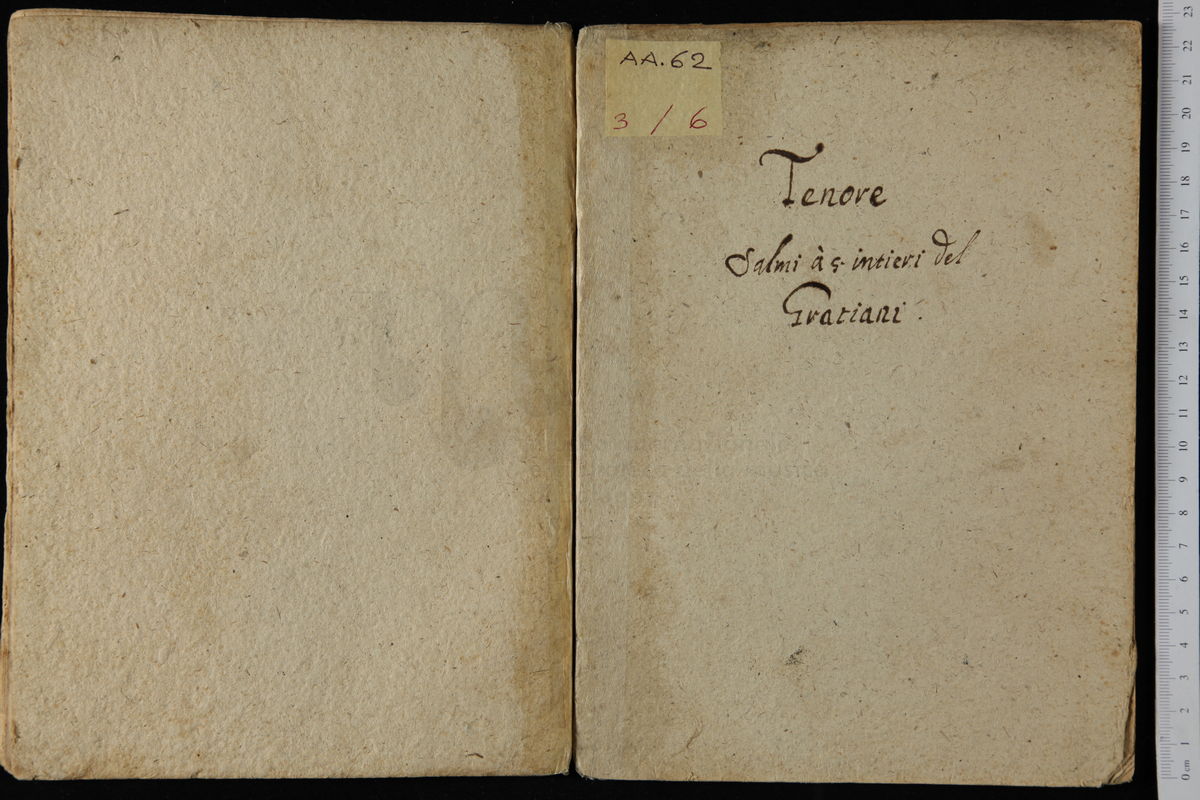 AA.62
3 / 6
Tenore
Salmi à 5 intieri del
Gratiani.